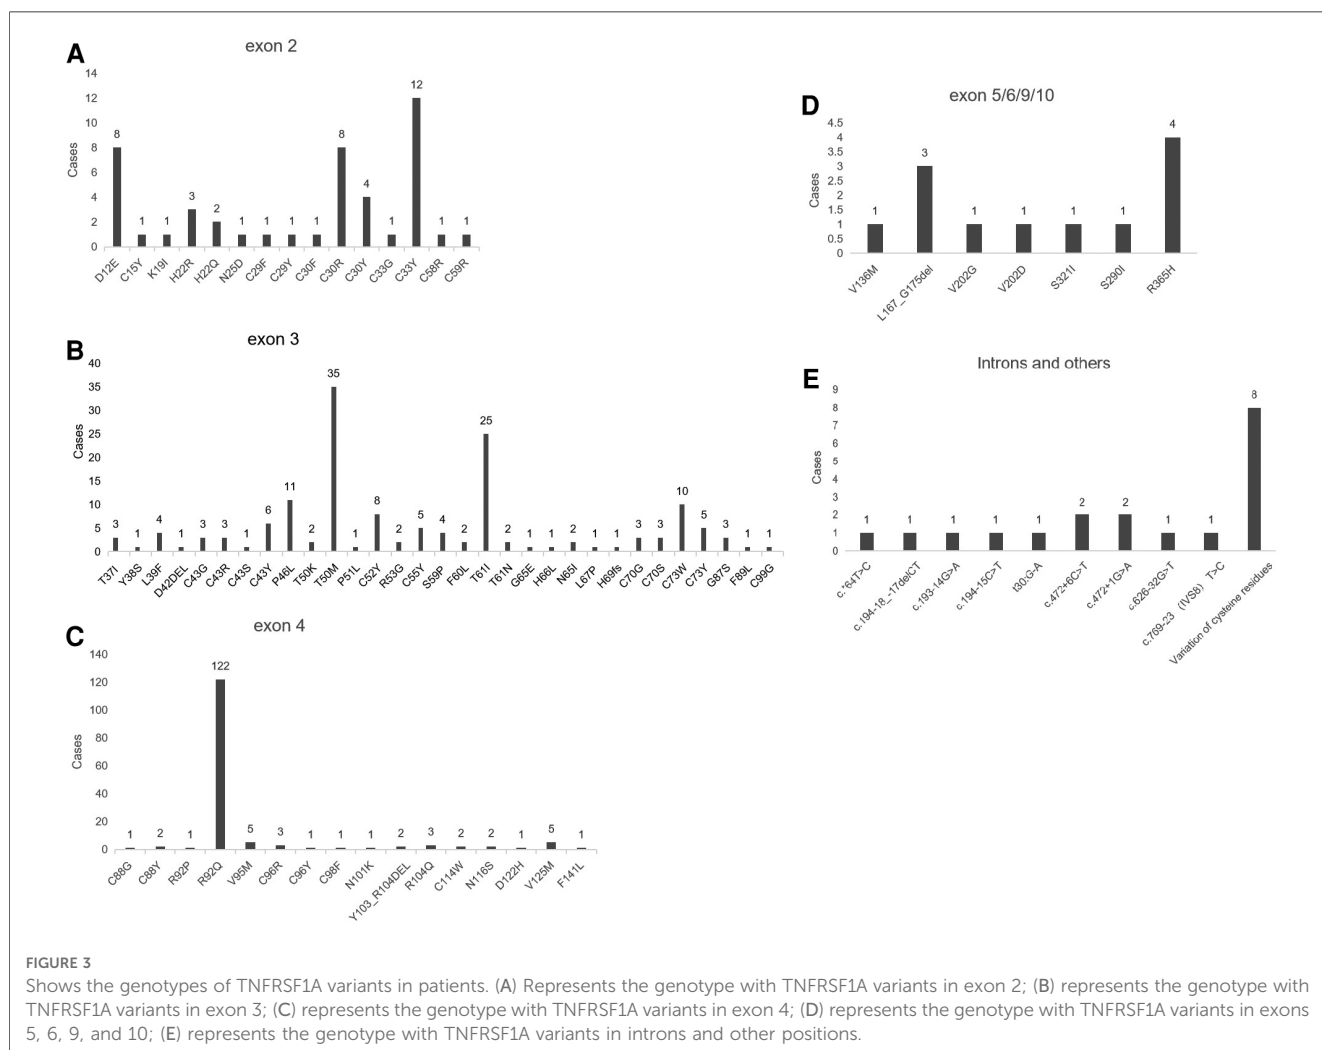 A
exon 2
Cases
14
12
10
8
6
4
2
0
8
1
1
3
2
1
1
1
1
8
4
1
12
1
1
D12E
C15Y
K19I
H22R
H22Q
N25D
C29F
C29Y
C30F
C30R
C30Y
C33G
C33Y
C58R
C59R
B
exon 3
Cases
40
35
30
25
20
15
10
5
0
3
1
4
1
3
3
1
6
11
2
35
1
8
2
5
4
2
25
2
1
1
2
1
1
3
3
10
5
3
1
1
T37I
Y38S
L39F
D42DEL
C43G
C43R
C43S
C43Y
P46L
T50K
T50M
P51L
C52Y
R53G
C55Y
S59P
F60L
T61I
T61N
G65E
H66L
N65I
L67P
H69fs
C70G
C70S
C73W
C73Y
G87S
F89L
C99G
C
exon 4
Cases
140
120
100
80
60
40
20
0
1
2
1
122
5
3
1
1
1
2
3
2
2
1
5
1
C88G
C88Y
R92P
R92Q
V95M
C96R
C96Y
C98F
N101K
Y103_R104DEL
R104Q
C114W
N116S
D122H
V125M
F141L
D
exon 5/6/9/10
Cases
4.5
4
3.5
3
2.5
2
1.5
1
0.5
0
1
3
1
1
1
1
4
V136M
L167_G175del
V202G
V202D
S321I
S290I
R365H
E
Introns and others
Cases
9
8
7
6
5
4
3
2
1
0
1
1
1
1
1
2
2
1
1
8
c.*64T>C
c.194-18_-17delCT
c.193-14G>A
c.194-15C>T
t30:G-A
c.472+6C>T
c.472+1G>A
c.626-32G>T
c.769-23 （IVS8） T>C
Variation of cysteine residues
FIGURE 3
Shows the genotypes of TNFRSF1A variants in patients. (A) Represents the genotype with TNFRSF1A variants in exon 2; (B) represents the genotype with
TNFRSF1A variants in exon 3; (C) represents the genotype with TNFRSF1A variants in exon 4; (D) represents the genotype with TNFRSF1A variants in exons
5, 6, 9, and 10; (E) represents the genotype with TNFRSF1A variants in introns and other positions.